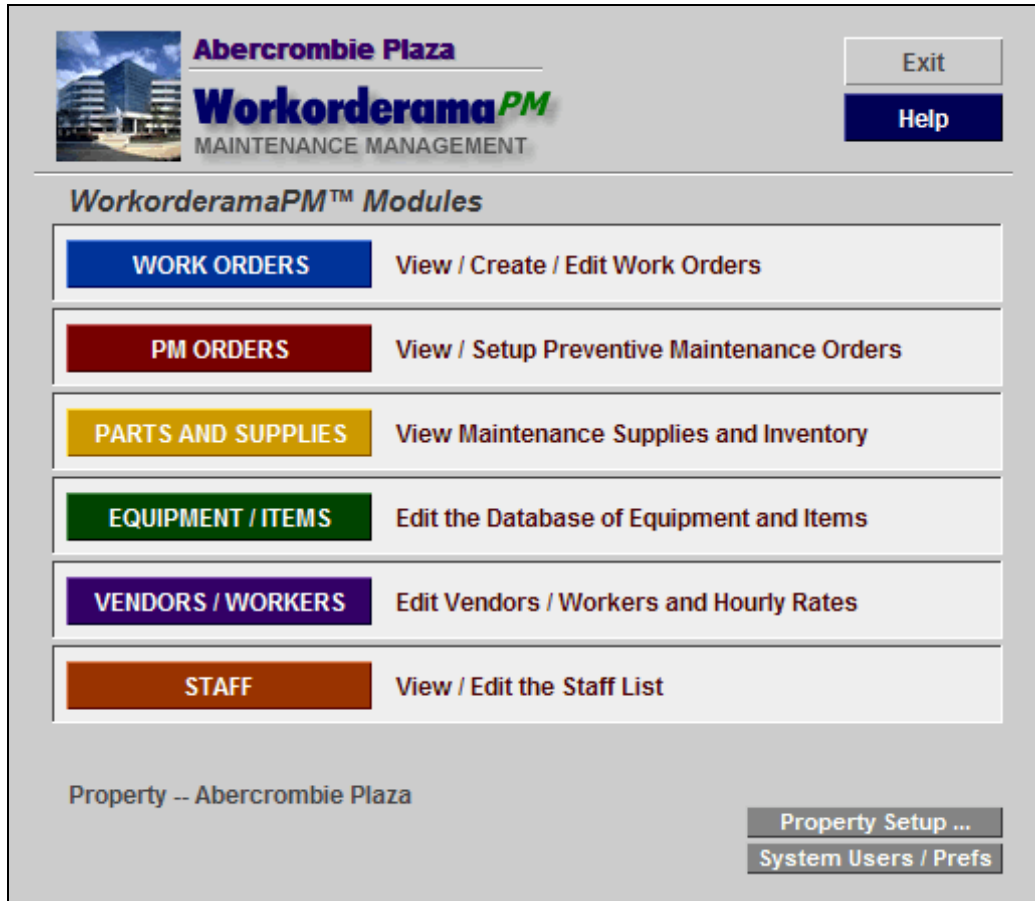 Abercrombie Plaza
Exit
WorkorderamaPM
Help
MAINTENANCE MANAGEMENT
WorkorderamaPM™ Modules
WORK ORDERS View / Create / Edit Work Orders
PM ORDERS View / Setup Preventive Maintenance Orders
PARTS AND SUPPLIES View Maintenance Supplies and Inventory
EQUIPMENT / ITEMS Edit the Database of Equipment and Items
VENDORS / WORKERS Edit Vendors / Workers and Hourly Rates
STAFF View / Edit the Staff List
Property -- Abercrombie Plaza
Property Setup ...
System Users / Prefs